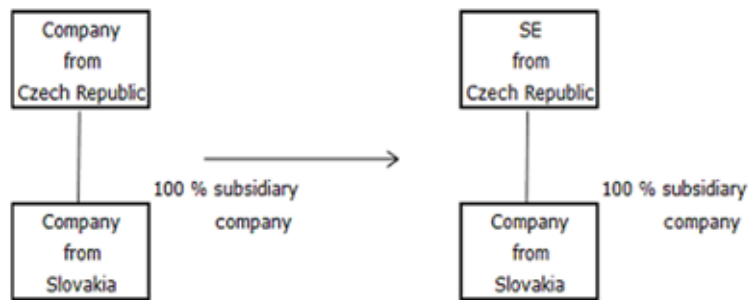 Company
from
Czech Republic
100 % subsidiary
company
Company
from
Slovakia
SE
from
Czech Republic
100 % subsidiary
company
Company
from
Slovakia